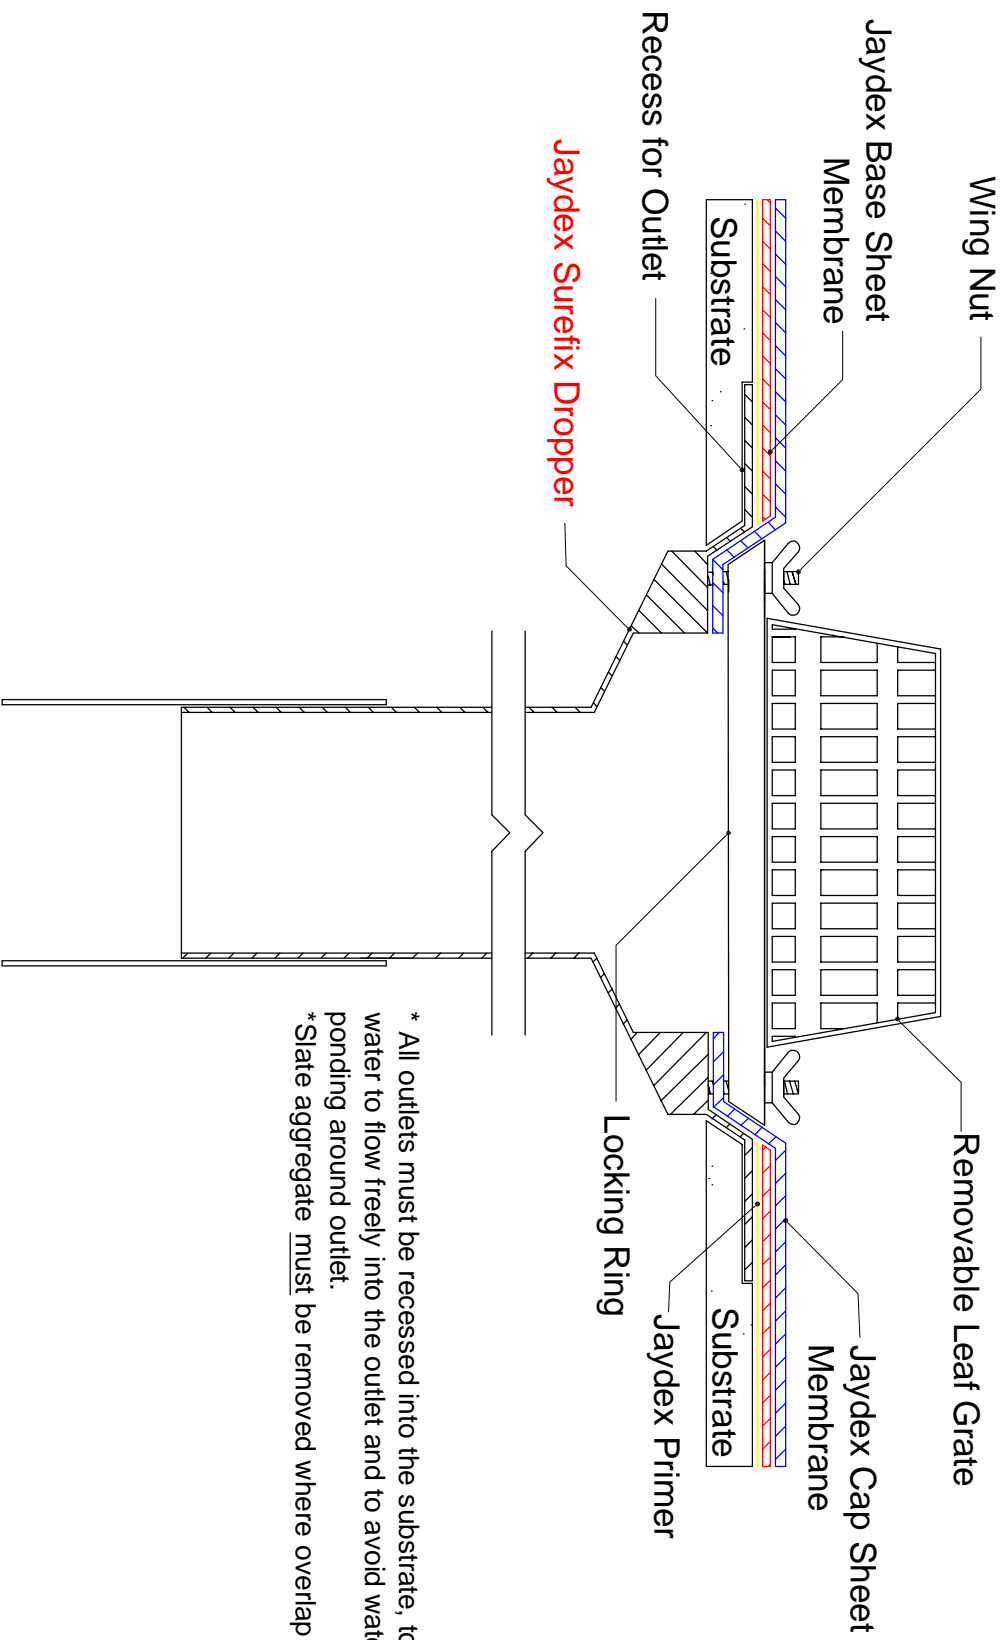 Wing Nut
Jaydex Base Sheet
Membrane
Recess for Outlet
Jaydex Surefix Dropper
Substrate
Removable Leaf Grate
Jaydex Cap Sheet
Membrane
Substrate
Jaydex Primer
Locking Ring
* All outlets must be recessed into the substrate,
water to flow freely into the outlet and to avoid
ponding around outlet.
*Slate aggregate must be removed where overlap